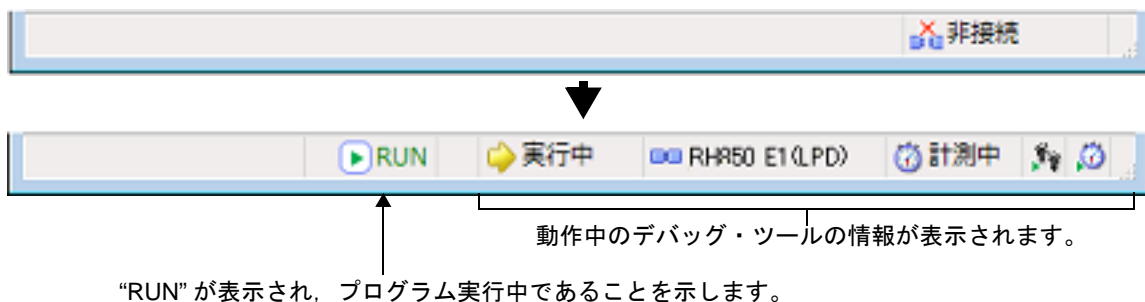 非接続
RUN 実行中 RH850 E1(LPD) 計測中
動作中のデバッグ・ツールの情報が表示されます。
“RUN” が表示され，プログラム実行中であることを示します。